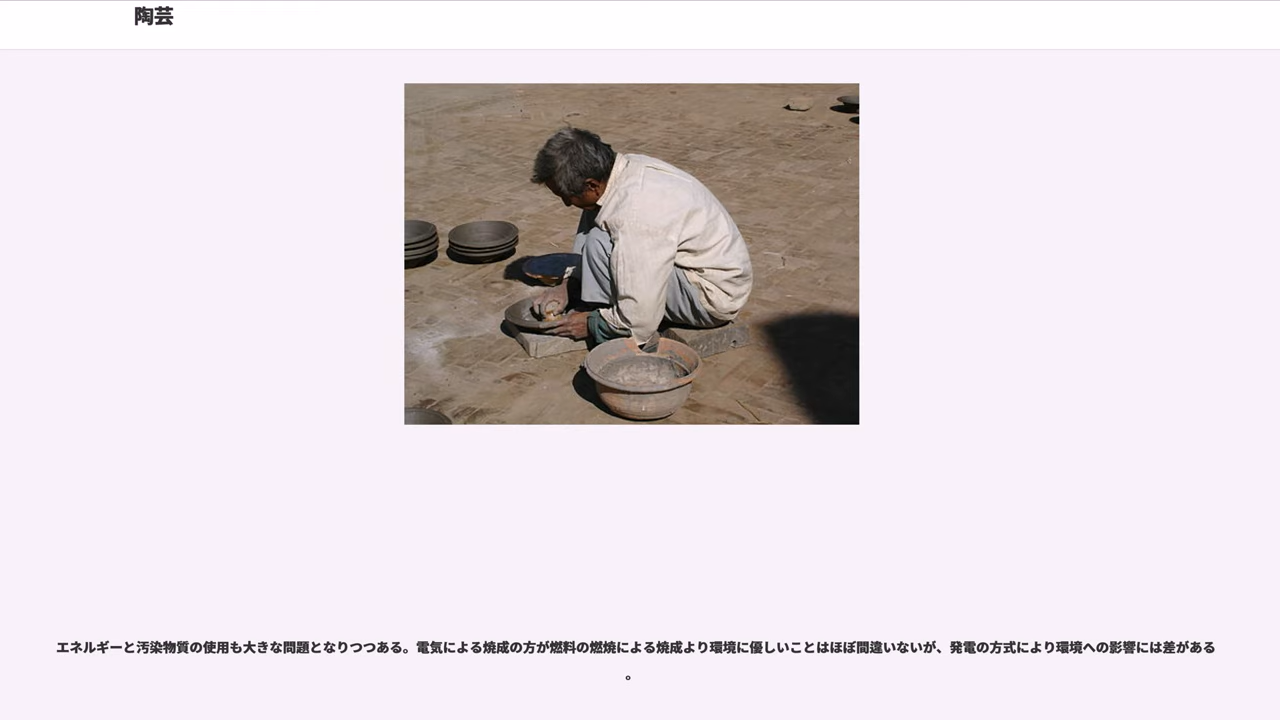 陶芸
エネルギーと汚染物質の使用も大きな問題となりつつある。電気による焼成の方が燃料の燃焼による焼成より環境に優しいことはほぼ間違いないが、発電の方式により環境への影響には差がある
。